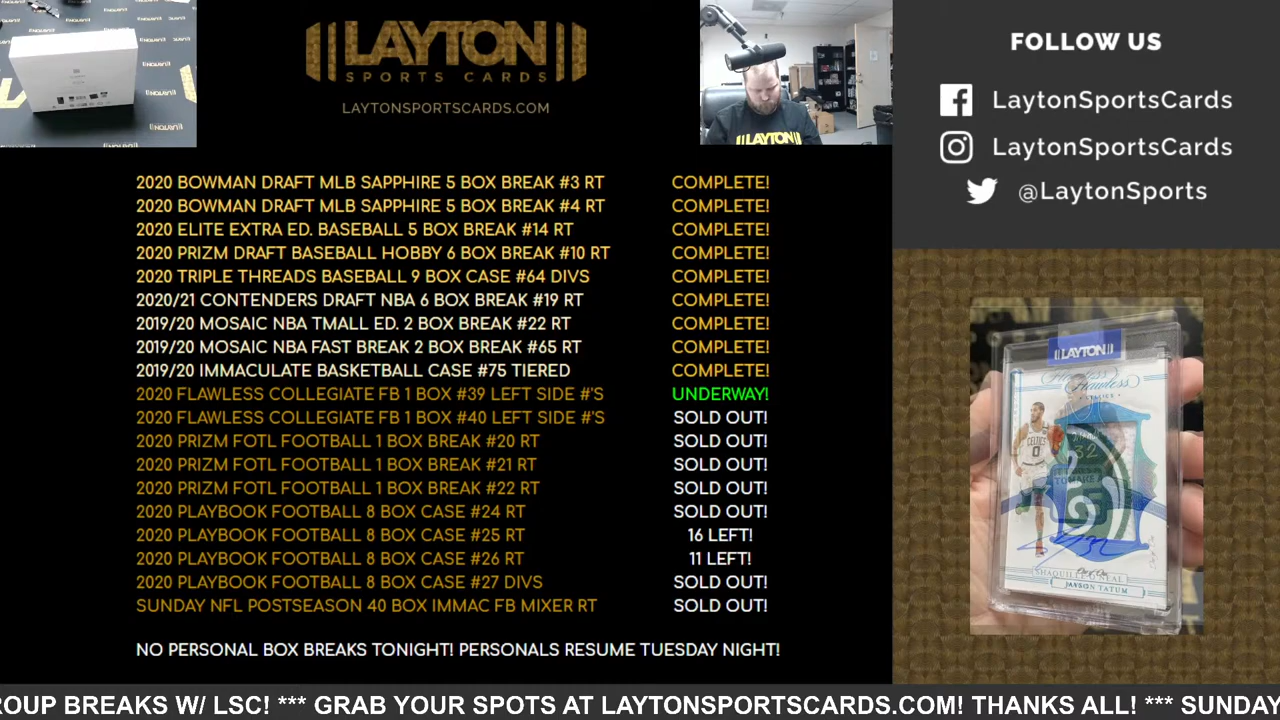 LAYTON
SPORTS CARDS
LAYTONSPORTSCARDS.COM
LAYTON
FOLLOW US
LaytonSportsCards
LaytonSportsCards
@LaytonSports
2020 BOWMAN DRAFT MLB SAPPHIRE 5 BOX BREAK #3 RT COMPLETE!
2020 BOWMAN DRAFT MLB SAPPHIRE 5 BOX BREAK #4 RT COMPLETE!
2020 ELITE EXTRA ED. BASEBALL 5 BOX BREAK #14 RT COMPLETE!
2020 PRIZM DRAFT BASEBALL HOBBY 6 BOX BREAK #10 RT COMPLETE!
2020 TRIPLE THREADS BASEBALL 9 BOX CASE #64 DIVS COMPLETE!
2020/21 CONTENDERS DRAFT NBA 6 BOX BREAK #19 RT COMPLETE!
2019/20 MOSAIC NBA TMALL ED. 2 BOX BREAK #22 RT COMPLETE!
2019/20 MOSAIC NBA FAST BREAK 2 BOX BREAK #65 RT COMPLETE!
2019/20 IMMACULATE BASKETBALL CASE #75 TIERED COMPLETE!
2020 FLAWLESS COLLEGIATE FB 1 BOX #39 LEFT SIDE #'S UNDERWAY!
2020 FLAWLESS COLLEGIATE FB 1 BOX #40 LEFT SIDE #'S SOLD OUT!
2020 PRIZM FOTL FOOTBALL 1 BOX BREAK #20 RT SOLD OUT!
2020 PRIZM FOTL FOOTBALL 1 BOX BREAK #21 RT SOLD OUT!
2020 PRIZM FOTL FOOTBALL 1 BOX BREAK #22 RT SOLD OUT!
2020 PLAYBOOK FOOTBALL 8 BOX CASE #24 RT SOLD OUT!
2020 PLAYBOOK FOOTBALL 8 BOX CASE #25 RT 16 LEFT!
2020 PLAYBOOK FOOTBALL 8 BOX CASE #26 RT 11 LEFT!
2020 PLAYBOOK FOOTBALL 8 BOX CASE #27 DIVS SOLD OUT!
SUNDAY NFL POSTSEASON 40 BOX IMMAC FB MIXER RT SOLD OUT!
NO PERSONAL BOX BREAKS TONIGHT! PERSONALS RESUME TUESDAY NIGHT!
LAYTON
Flawless
CELTICS
0
32
SHAQUILLE O'NEAL
JAYSON TATUM
ROUP BREAKS W/ LSC! *** GRAB YOUR SPOTS AT LAYTONSPORTSCARDS.COM! THANKS ALL! *** SUNDAY